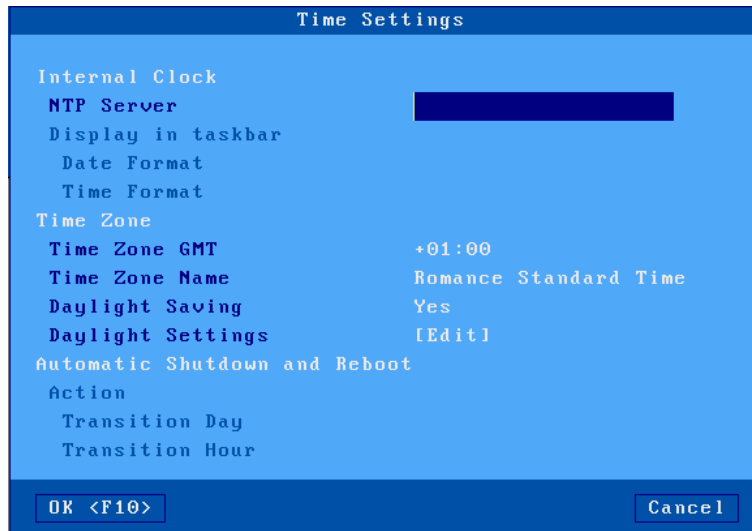 Time Settings
Internal Clock
NTP Server
Display in taskbar
Date Format
Time Format
Time Zone
Time Zone GMT +01:00
Time Zone Name Romance Standard Time
Daylight Saving Yes
Daylight Settings [Edit]
Automatic Shutdown and Reboot
Action
Transition Day
Transition Hour
OK <F10> Cancel